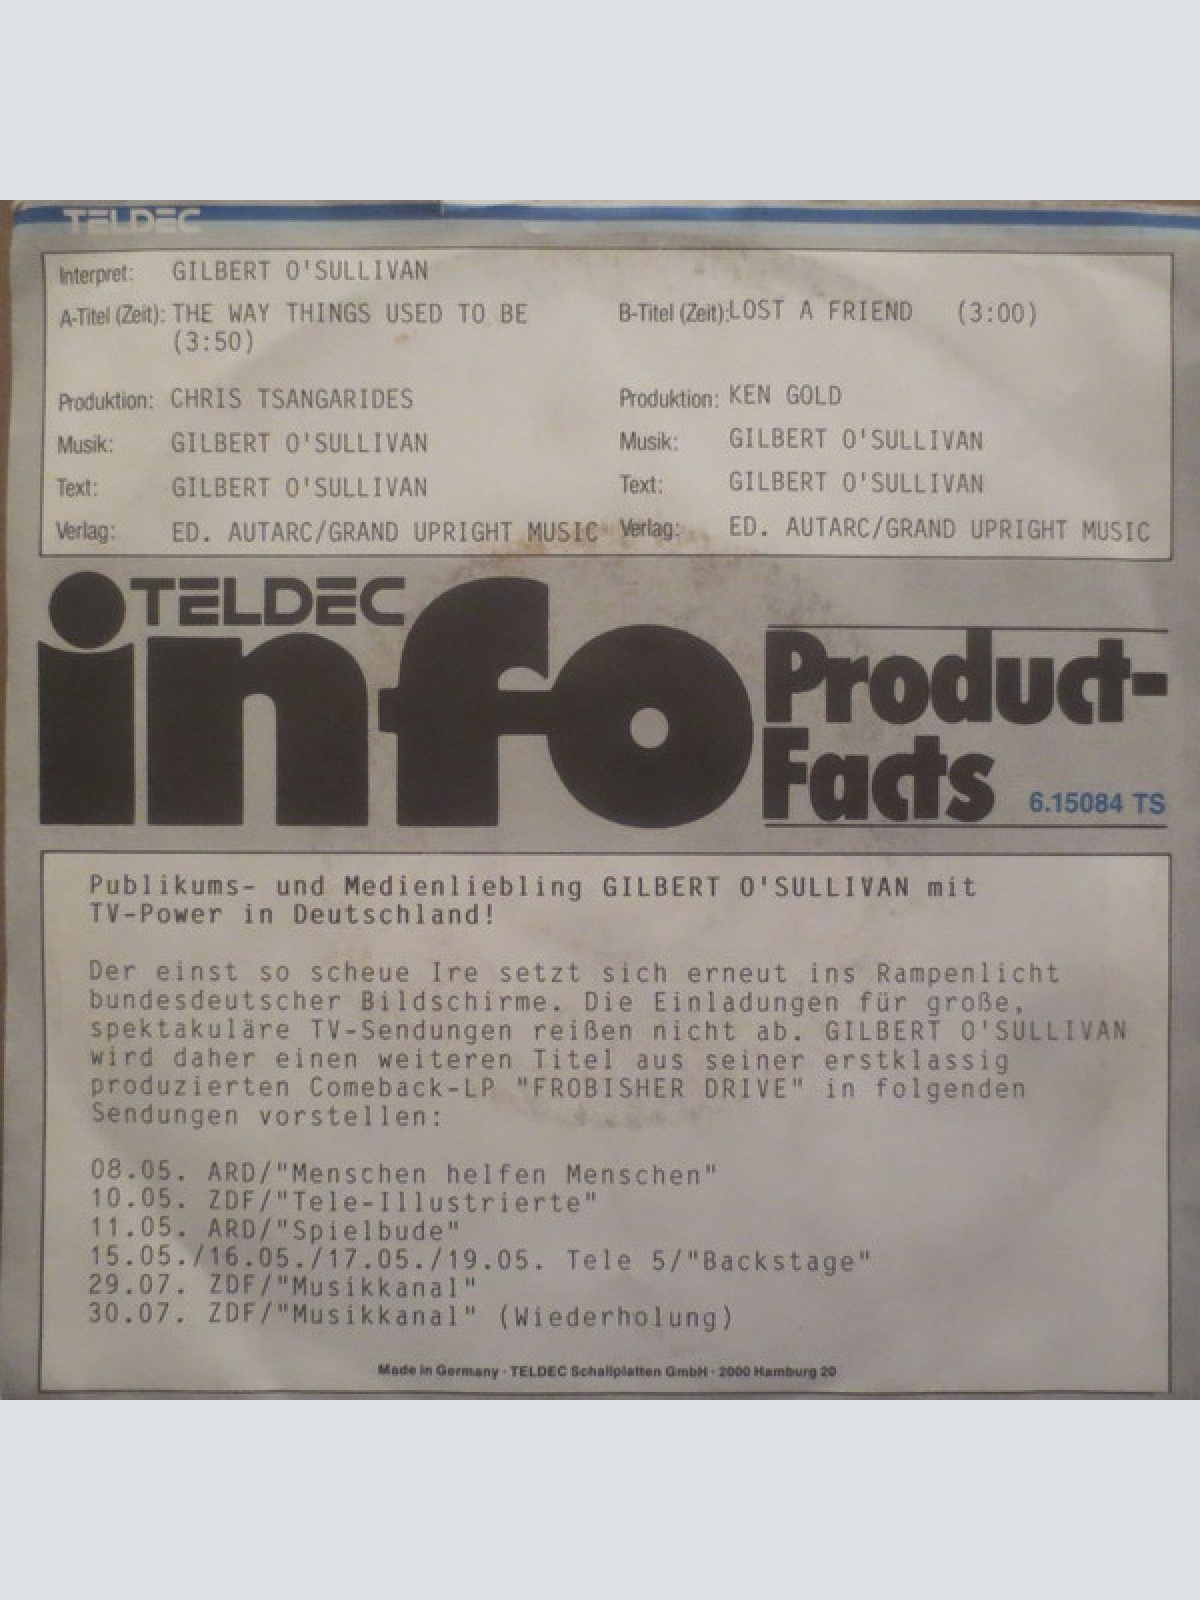 TELDEC
Interpret: GILBERT O'SULLIVAN
A-Titel (Zeit): THE WAY THINGS USED TO BE
(3:50)
B-Titel (Zeit): LOST A FRIEND (3:00)
Produktion: CHRIS TSANGARIDES
Musik: GILBERT O'SULLIVAN
Text: GILBERT O'SULLIVAN
Verlag: ED. AUTARC/GRAND UPRIGHT MUSIC
Produktion: KEN GOLD
Musik: GILBERT O'SULLIVAN
Text: GILBERT O'SULLIVAN
Verlag: ED. AUTARC/GRAND UPRIGHT MUSIC
TELDEC
info
Product-
Facts
6.15084 TS
Publikums- und Medienliebling GILBERT O'SULLIVAN mit
TV-Power in Deutschland!
Der einst so scheue Ire setzt sich erneut ins Rampenlicht
bundesdeutscher Bildschirme. Die Einladungen für große,
spektakuläre TV-Sendungen reißen nicht ab. GILBERT O'SULLIVAN
wird daher einen weiteren Titel aus seiner erstklassig
produzierten Comeback-LP "FROBISHER DRIVE" in folgenden
Sendungen vorstellen:
08.05. ARD/"Menschen helfen Menschen"
10.05. ZDF/"Tele-Illustrierte"
11.05. ARD/"Spielbude"
15.05./16.05./17.05./19.05. Tele 5/"Backstage"
29.07. ZDF/"Musikkanal"
30.07. ZDF/"Musikkanal" (Wiederholung)
Made in Germany · TELDEC Schallplatten GmbH · 2000 Hamburg 20